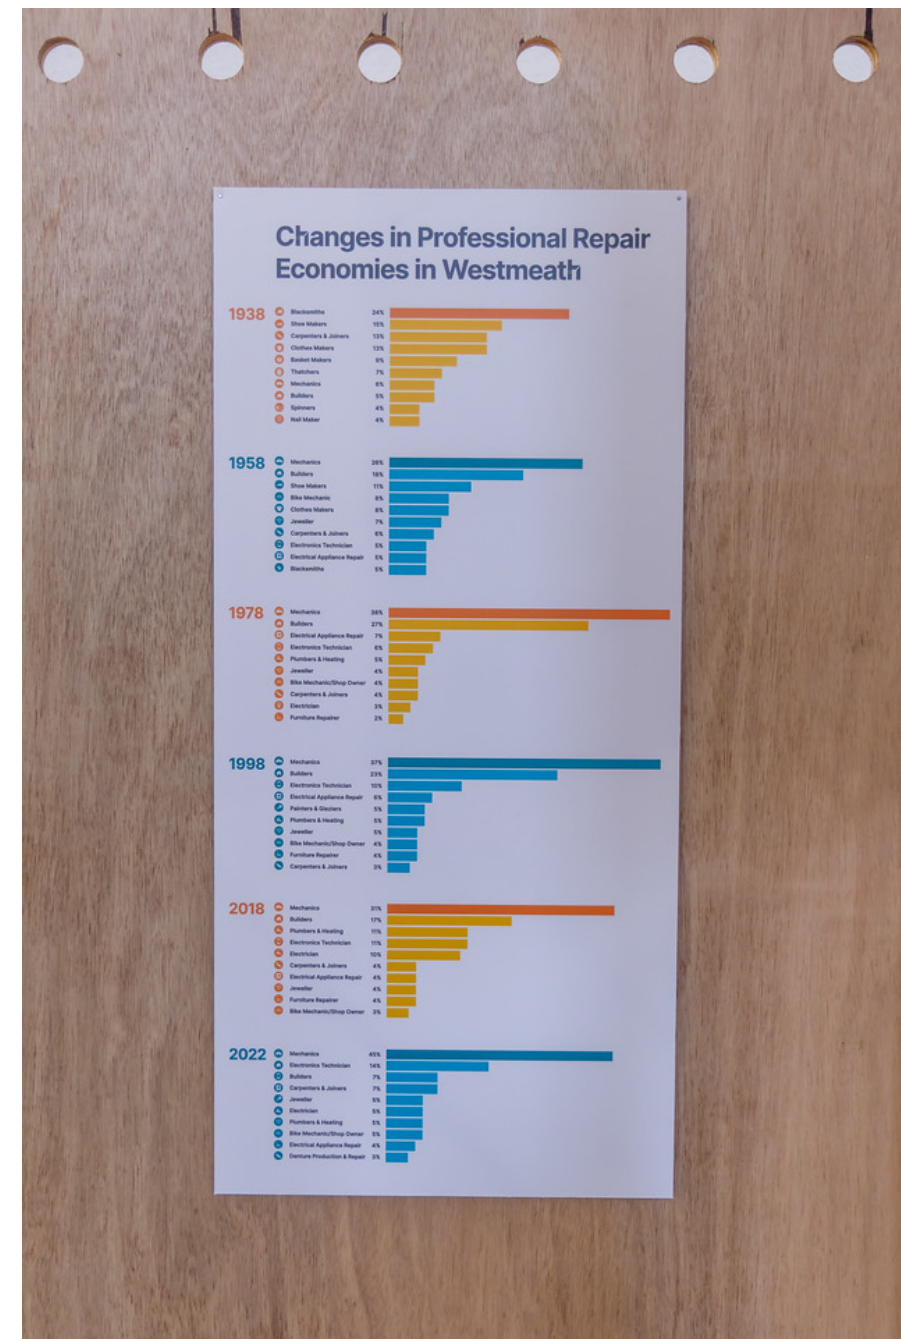 Changes in Professional Repair
Economies in Westmeath
1938
Blacksmiths 24%
Shoe Makers 15%
Carpenters & Joiners 13%
Clothes Makers 13%
Basket Makers 9%
Thatchers 7%
Mechanics 6%
Builders 5%
Spinners 4%
Nail Maker 4%
1958
Mechanics 26%
Builders 18%
Shoe Makers 11%
Bike Mechanic 8%
Clothes Makers 8%
Jeweller 7%
Carpenters & Joiners 6%
Electronics Technician 5%
Electrical Appliance Repair 5%
Blacksmiths 5%
1978
Mechanics 38%
Builders 27%
Electrical Appliance Repair 7%
Electronics Technician 6%
Plumbers & Heating 5%
Jeweller 4%
Bike Mechanic/Shop Owner 4%
Carpenters & Joiners 4%
Electrician 3%
Furniture Repairer 2%
1998
Mechanics 37%
Builders 23%
Electronics Technician 10%
Electrical Appliance Repair 6%
Painters & Glaziers 5%
Plumbers & Heating 5%
Jeweller 5%
Bike Mechanic/Shop Owner 4%
Furniture Repairer 4%
Carpenters & Joiners 3%
2018
Mechanics 31%
Builders 17%
Plumbers & Heating 11%
Electronics Technician 11%
Electrician 10%
Carpenters & Joiners 4%
Electrical Appliance Repair 4%
Jeweller 4%
Furniture Repairer 4%
Bike Mechanic/Shop Owner 3%
2022
Mechanics 45%
Electronics Technician 14%
Builders 7%
Carpenters & Joiners 7%
Jeweller 5%
Electrician 5%
Plumbers & Heating 5%
Bike Mechanic/Shop Owner 5%
Electrical Appliance Repair 4%
Denture Production & Repair 3%